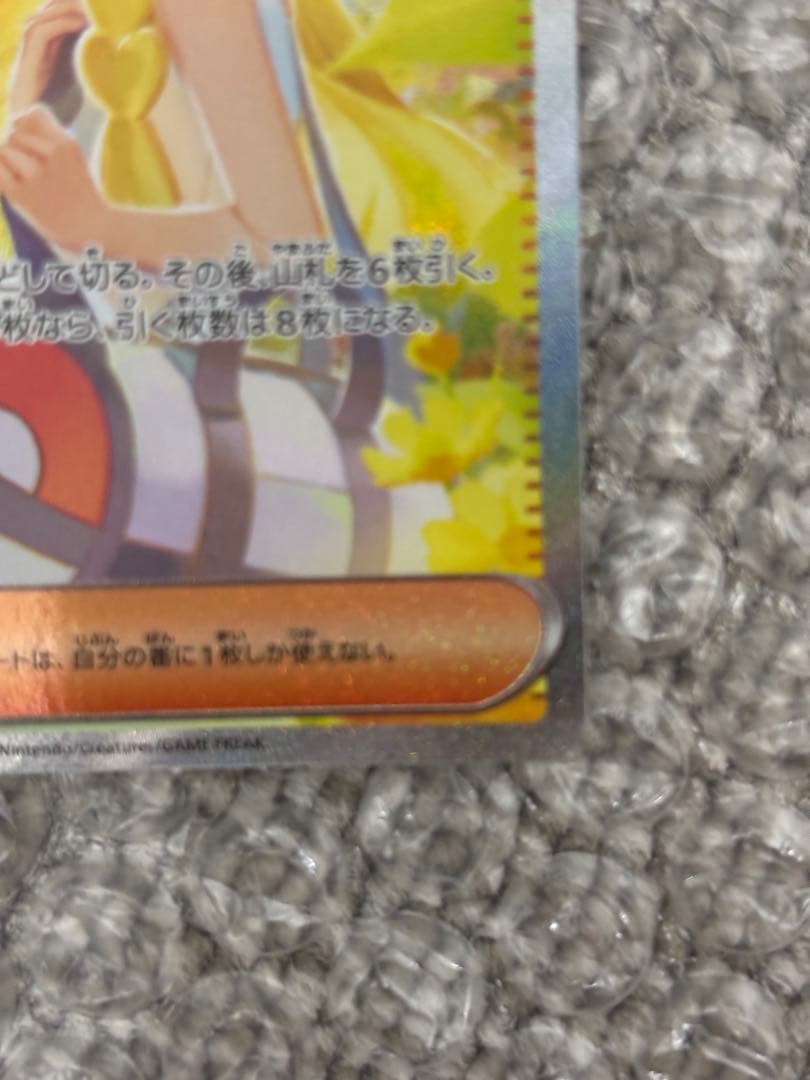 どして切る。その後、山札を6枚引く。
枚なら、引く枚数は8枚になる。
ートは、自分の番に1枚しか使えない。
Nintendo/Creatures/GAME FREAK